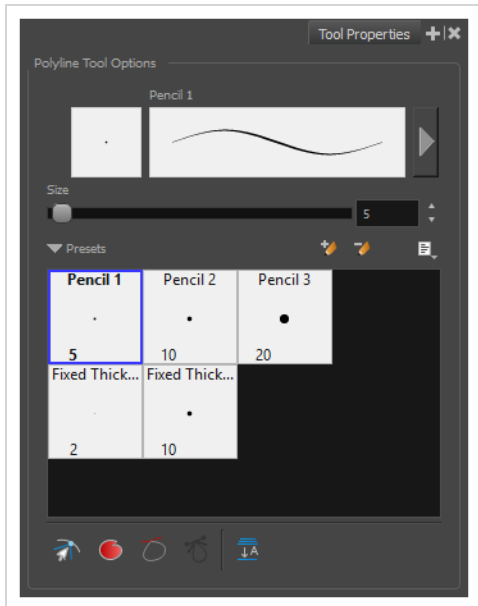 Tool Properties
Polyline Tool Options
Pencil 1
Size
5
Presets
Pencil 1 Pencil 2 Pencil 3
5 10 20
Fixed Thick... Fixed Thick...
2 10
A